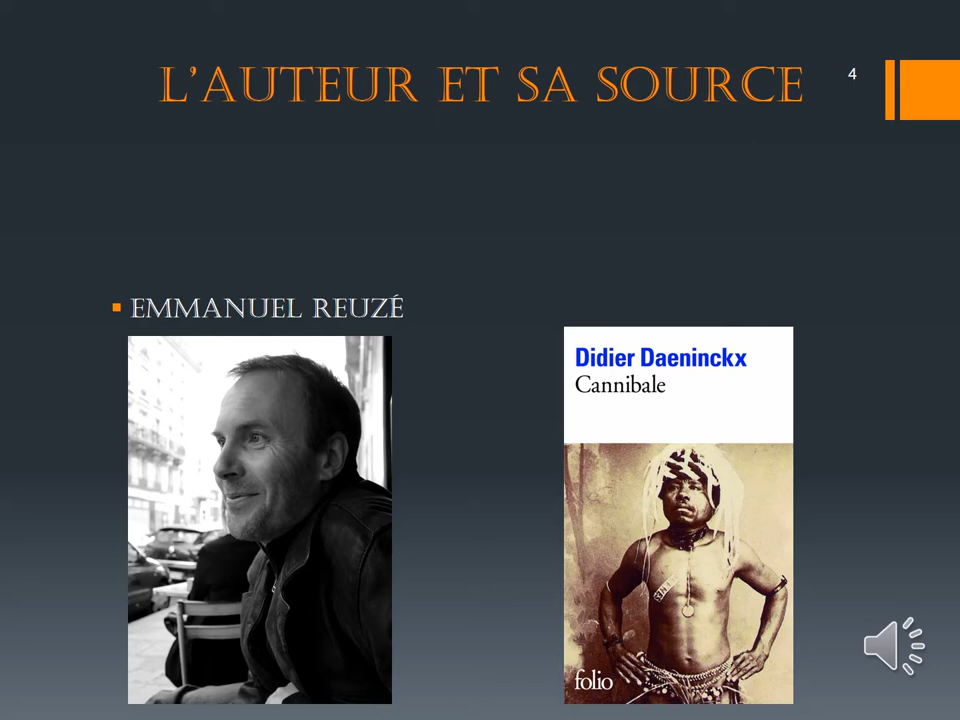 L'AUTEUR ET SA SOURCE
4
EMMANUEL REUZÉ
Didier Daeninckx
Cannibale
folio